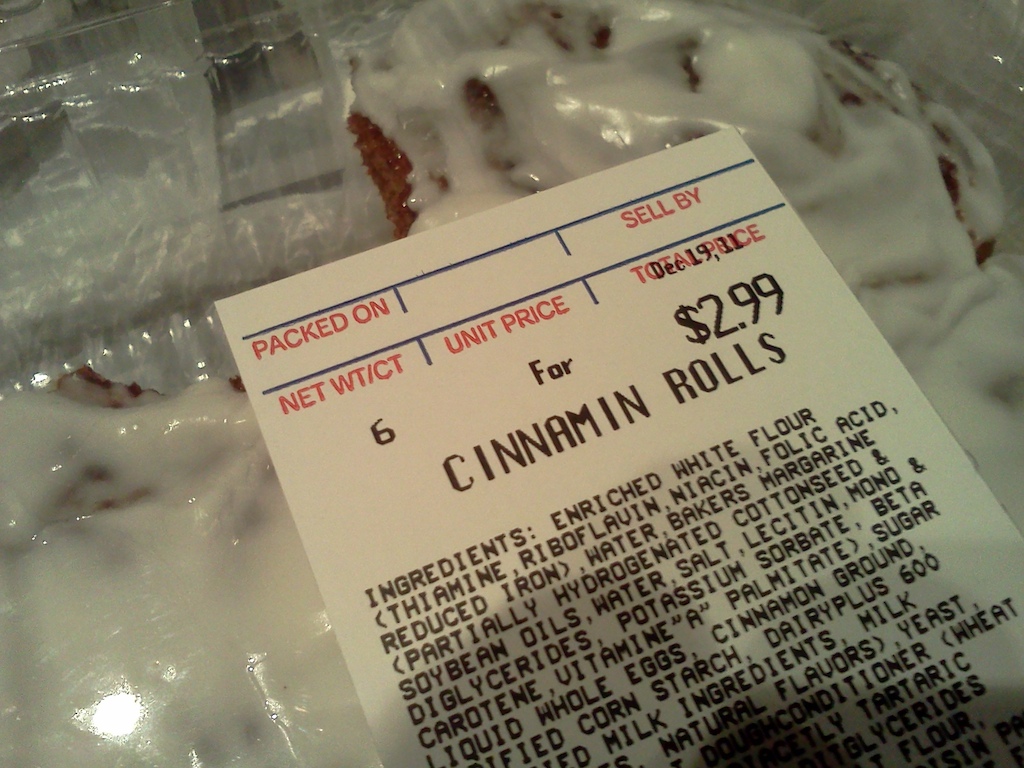 SELL BY
PACKED ON
Dec 19, 11
NET WT/CT UNIT PRICE TOTAL PRICE
6 For $2.99
CINNAMIN ROLLS
INGREDIENTS: ENRICHED WHITE FLOUR
(THIAMINE, RIBOFLAVIN, NIACIN, FOLIC ACID,
REDUCED IRON), WATER, BAKERS MARGARINE
(PARTIALLY HYDROGENATED COTTONSEED &
SOYBEAN OILS, WATER, SALT, LECITIN, MONO &
DIGLYCERIDES, POTASSIUM SORBATE, BETA
CAROTENE, VITAMINE"A" PALMITATE), SUGAR
LIQUID WHOLE EGGS, CINNAMON GROUND,
CORN STARCH, DAIRYPLUS 600
MILK INGREDIENTS, MILK
NATURAL FLAVORS) YEAST,
DOUGHCONDITIONER (WHEAT
TARTARIC
DIGLYCERIDES
FLOUR,